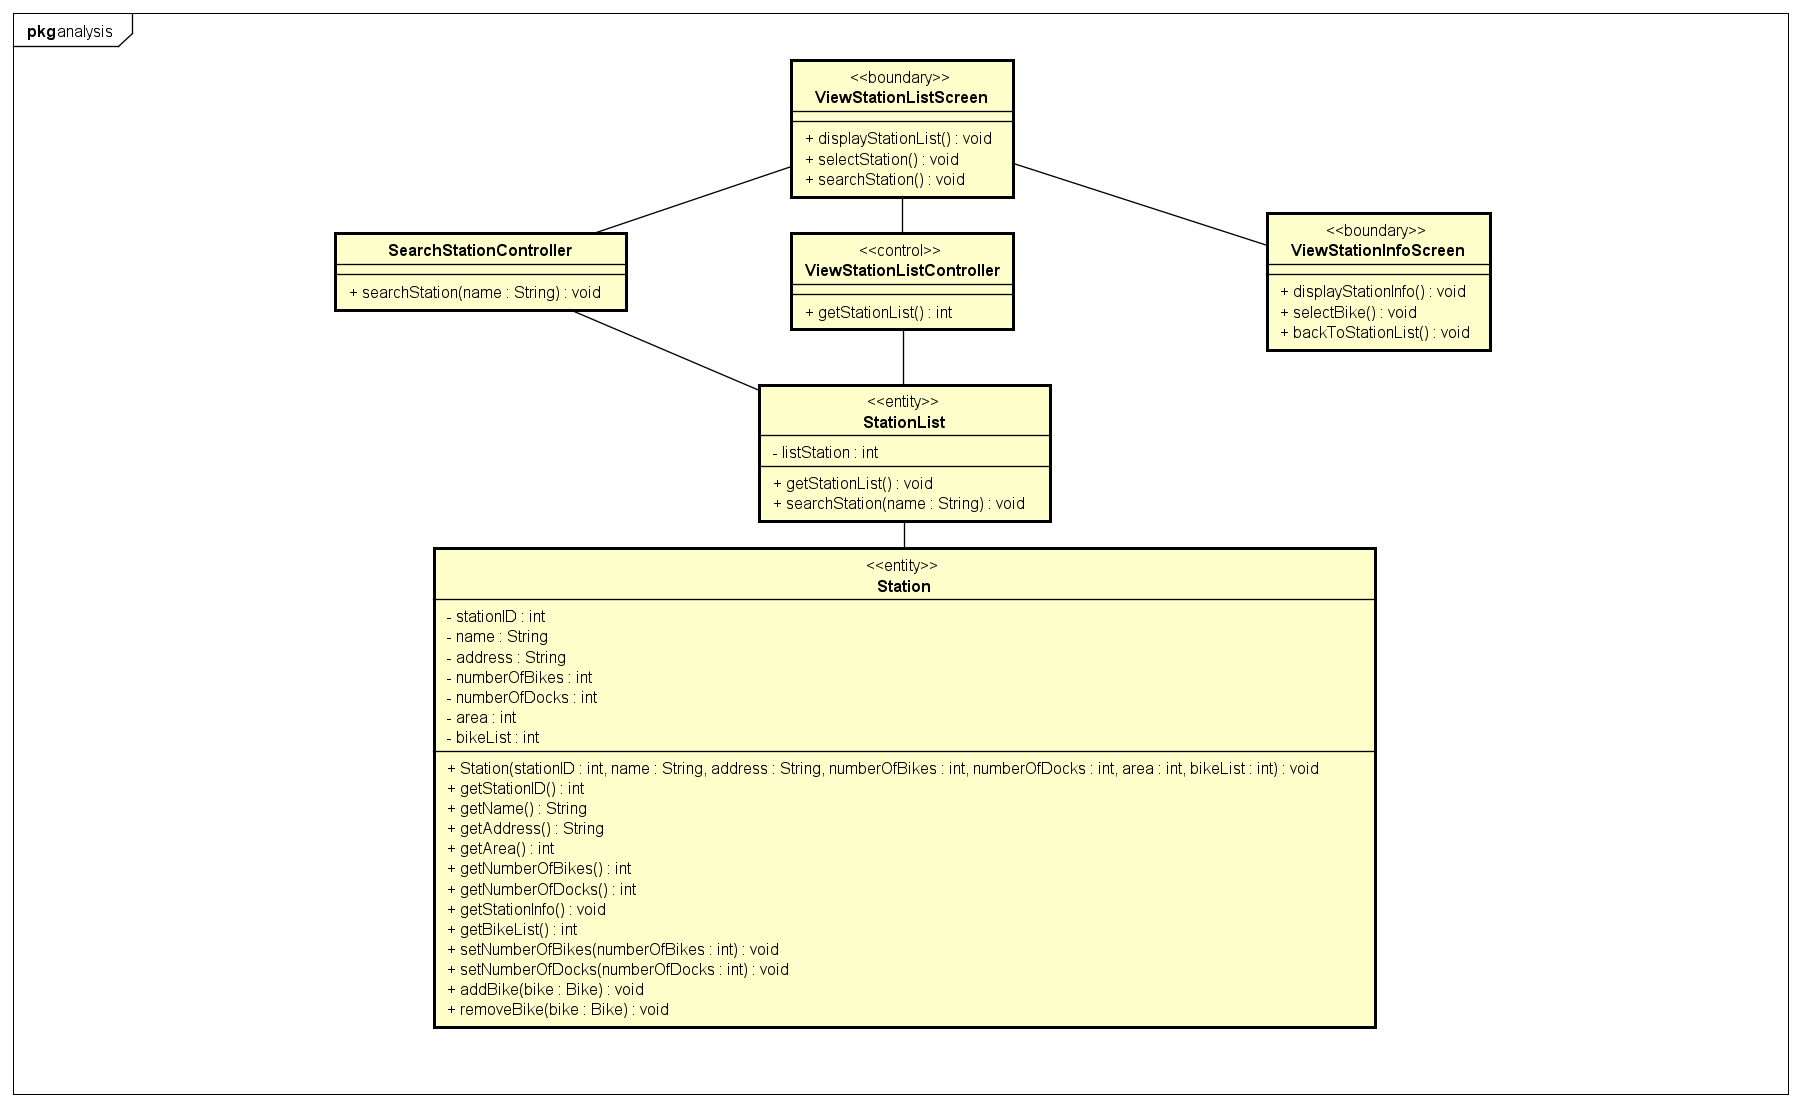 pkg analysis
<<boundary>>
ViewStationListScreen
+ displayStationList() : void
+ selectStation() : void
+ searchStation() : void
SearchStationController
+ searchStation(name : String) : void
<<control>>
ViewStationListController
+ getStationList() : int
<<boundary>>
ViewStationInfoScreen
+ displayStationInfo() : void
+ selectBike() : void
+ backToStationList() : void
<<entity>>
StationList
- listStation : int
+ getStationList() : void
+ searchStation(name : String) : void
<<entity>>
Station
- stationID : int
- name : String
- address : String
- numberOfBikes : int
- numberOfDocks : int
- area : int
- bikeList : int
+ Station(stationID : int, name : String, address : String, numberOfBikes : int, numberOfDocks : int, area : int, bikeList : int) : void
+ getStationID() : int
+ getName() : String
+ getAddress() : String
+ getArea() : int
+ getNumberOfBikes() : int
+ getNumberOfDocks() : int
+ getStationInfo() : void
+ getBikeList() : int
+ setNumberOfBikes(numberOfBikes : int) : void
+ setNumberOfDocks(numberOfDocks : int) : void
+ addBike(bike : Bike) : void
+ removeBike(bike : Bike) : void